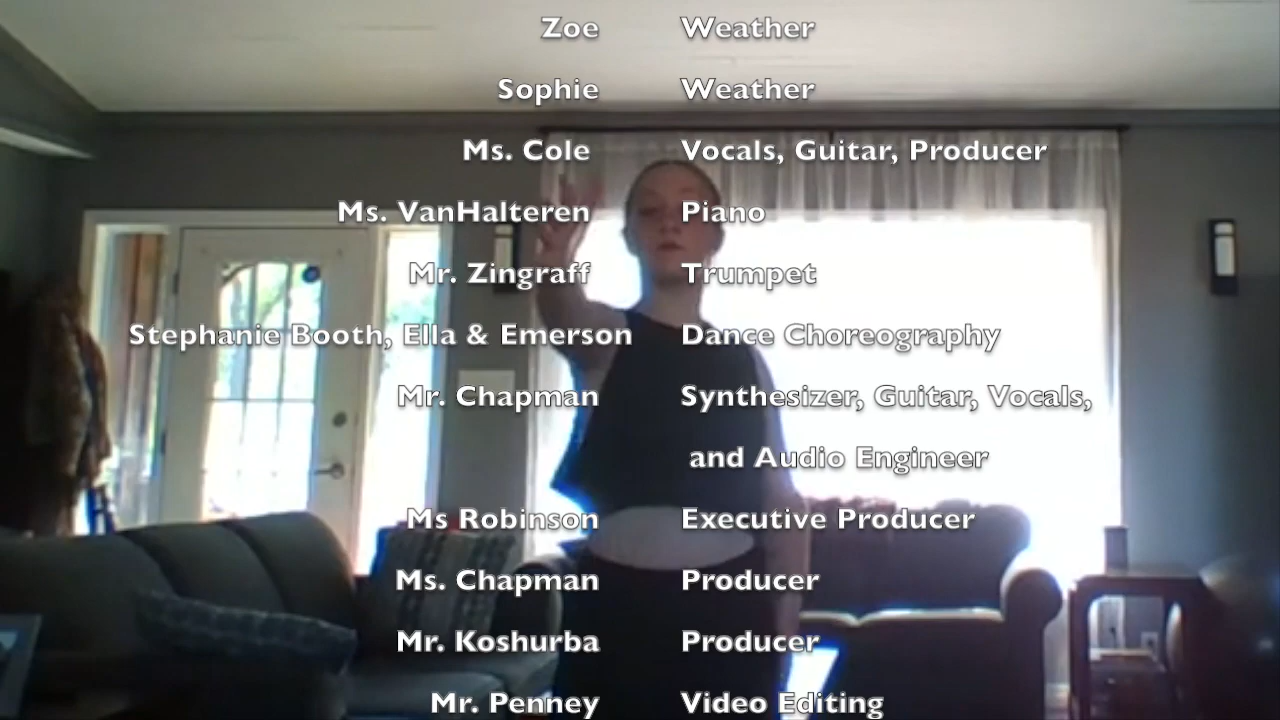 Zoe Weather
Sophie Weather
Ms. Cole Vocals, Guitar, Producer
Ms. VanHalteren Piano
Mr. Zingraff Trumpet
Stephanie Booth, Ella & Emerson Dance Choreography
Mr. Chapman Synthesizer, Guitar, Vocals,
and Audio Engineer
Ms Robinson Executive Producer
Ms. Chapman Producer
Mr. Koshurba Producer
Mr. Penney Video Editing